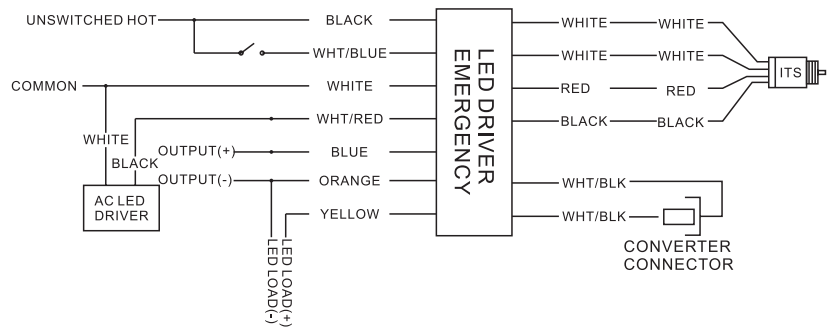 UNSWITCHED HOT
BLACK
WHT/BLUE
COMMON
WHITE
WHT/RED
WHITE
BLACK
OUTPUT(+)
BLUE
OUTPUT(-)
ORANGE
YELLOW
AC LED
DRIVER
LED LOAD(-)
LED LOAD(+)
LED DRIVER
EMERGENCY
WHITE
WHITE
WHITE
WHITE
RED
RED
BLACK
BLACK
ITS
WHT/BLK
WHT/BLK
CONVERTER
CONNECTOR